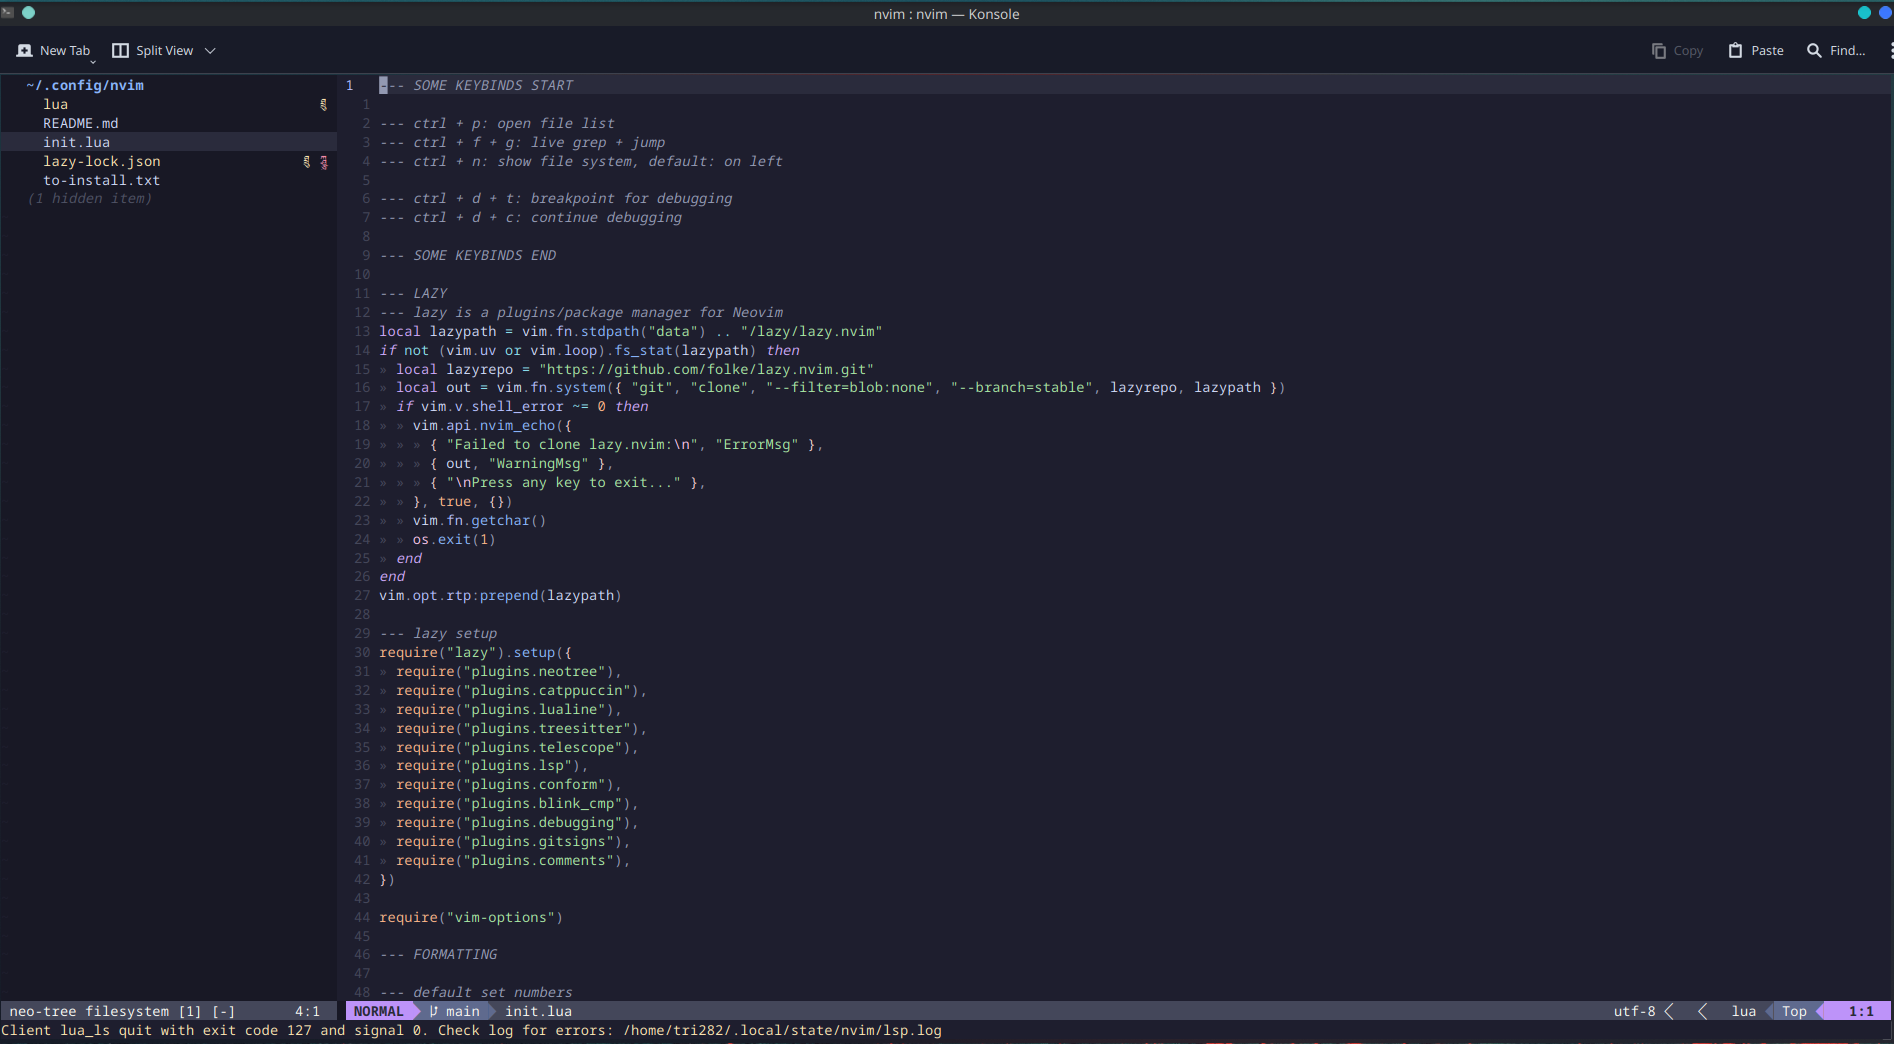 nvim : nvim — Konsole
New Tab Split View Copy Paste Find...
~/.config/nvim
lua
README.md
init.lua
lazy-lock.json
to-install.txt
(1 hidden item)
1 --- SOME KEYBINDS START
1
2 --- ctrl + p: open file list
3 --- ctrl + f + g: live grep + jump
4 --- ctrl + n: show file system, default: on left
5
6 --- ctrl + d + t: breakpoint for debugging
7 --- ctrl + d + c: continue debugging
8
9 --- SOME KEYBINDS END
10
11 --- LAZY
12 --- lazy is a plugins/package manager for Neovim
13 local lazypath = vim.fn.stdpath("data") .. "/lazy/lazy.nvim"
14 if not (vim.uv or vim.loop).fs_stat(lazypath) then
15 » local lazyrepo = "https://github.com/folke/lazy.nvim.git"
16 » local out = vim.fn.system({ "git", "clone", "--filter=blob:none", "--branch=stable", lazyrepo, lazypath })
17 » if vim.v.shell_error ~= 0 then
18 » » vim.api.nvim_echo({
19 » » » { "Failed to clone lazy.nvim:\n", "ErrorMsg" },
20 » » » { out, "WarningMsg" },
21 » » » { "\nPress any key to exit..." },
22 » » }, true, {})
23 » » vim.fn.getchar()
24 » » os.exit(1)
25 » end
26 end
27 vim.opt.rtp:prepend(lazypath)
28
29 --- lazy setup
30 require("lazy").setup({
31 » require("plugins.neotree"),
32 » require("plugins.catppuccin"),
33 » require("plugins.lualine"),
34 » require("plugins.treesitter"),
35 » require("plugins.telescope"),
36 » require("plugins.lsp"),
37 » require("plugins.conform"),
38 » require("plugins.blink_cmp"),
39 » require("plugins.debugging"),
40 » require("plugins.gitsigns"),
41 » require("plugins.comments"),
42 })
43
44 require("vim-options")
45
46 --- FORMATTING
47
48 --- default set numbers
neo-tree filesystem [1] [-] 4:1 NORMAL main init.lua utf-8 lua Top 1:1
Client lua_ls quit with exit code 127 and signal 0. Check log for errors: /home/tri282/.local/state/nvim/lsp.log